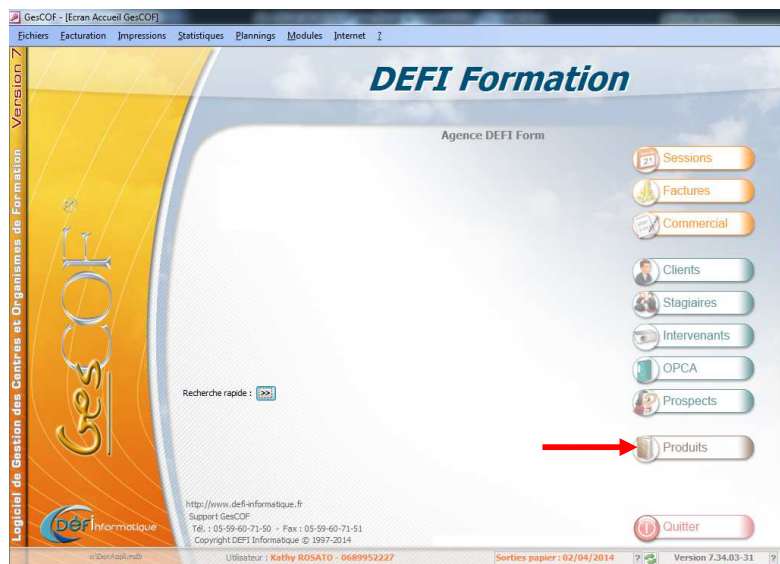 GesCOF - [Ecran Accueil GesCOF]
Eichiers Facturation Impressions Statistiques Plannings Modules Internet ?
DEFI Formation
Agence DEFI Form
Sessions
Factures
Commercial
Clients
Stagiaires
Intervenants
OPCA
Prospects
Produits
Quitter
Recherche rapide : >>
http://www.defi-informatique.fr
Support GesCOF
Tél. : 05-59-60-71-50 - Fax : 05-59-60-71-51
Copyright DEFI Informatique © 1997-2014
Logiciel de Gestion des Centres et Organismes de Formation Version 7
GesCOF
DéfInformatique
Utilisateur : Kathy ROSATO - 0689952227 Sorties papier : 02/04/2014 ? Version 7.34.03-31 ?